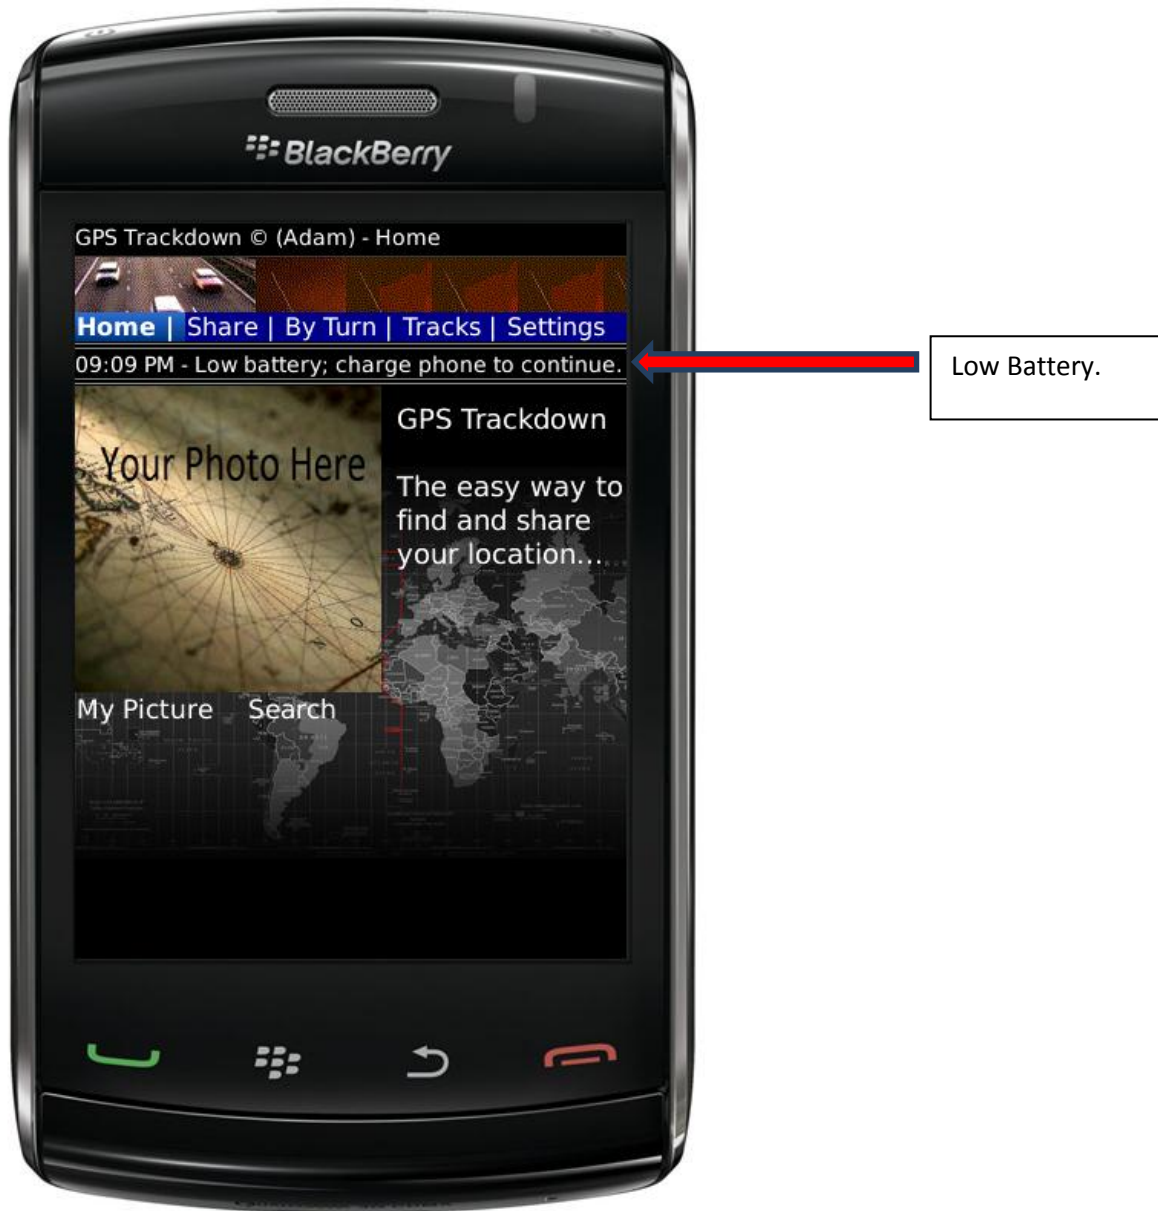 BlackBerry
GPS Trackdown © (Adam) - Home
Home | Share | By Turn | Tracks | Settings
09:09 PM - Low battery; charge phone to continue.
Low Battery.
Your Photo Here
GPS Trackdown
The easy way to
find and share
your location...
My Picture Search